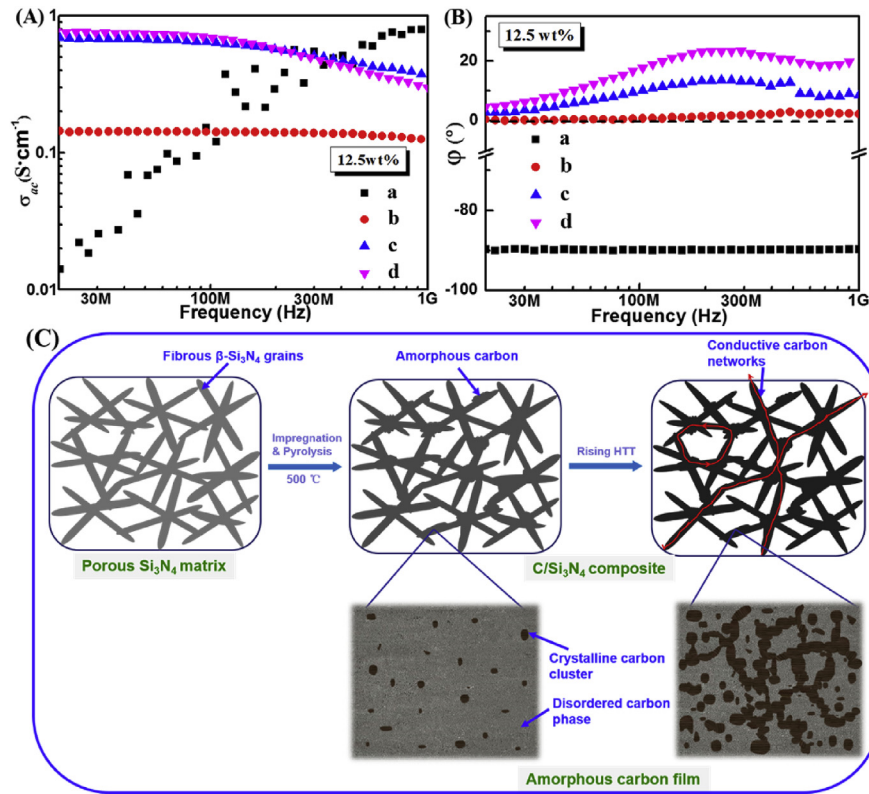 (A)
1
0.1
0.01
σac(S·cm⁻¹)
12.5wt%
a
b
c
d
30M
100M
300M
1G
Frequency (Hz)
(B)
12.5 wt%
20
0
-90
-100
φ (°)
a
b
c
d
30M
100M
300M
1G
Frequency (Hz)
(C)
Fibrous β-Si₃N₄ grains
Amorphous carbon
Conductive carbon
networks
Impregnation
& Pyrolysis
500 ℃
Rising HTT
Porous Si₃N₄ matrix
C/Si₃N₄ composite
Crystalline carbon
cluster
Disordered carbon
phase
Amorphous carbon film